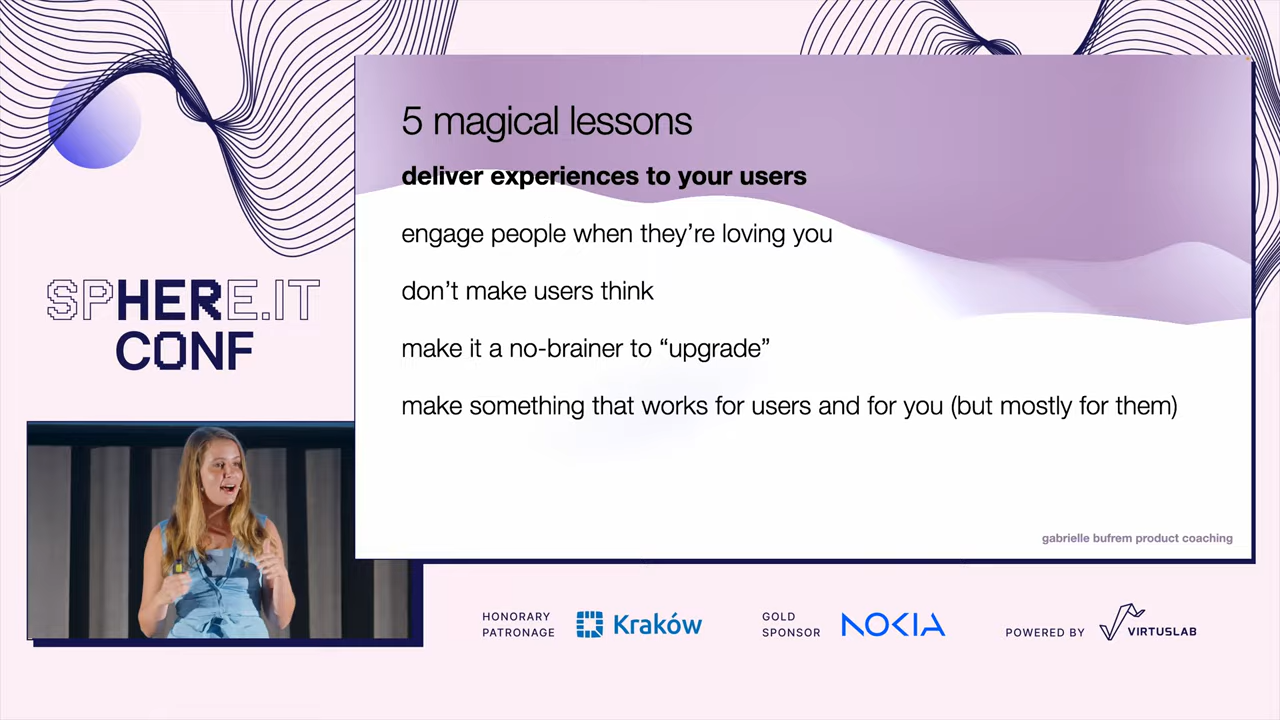 5 magical lessons
deliver experiences to your users
engage people when they're loving you
don't make users think
make it a no-brainer to “upgrade”
make something that works for users and for you (but mostly for them)
gabrielle bufrem product coaching
SPHERE.IT
CONF
HONORARY
PATRONAGE
Kraków
GOLD
SPONSOR
NOKIA
POWERED BY
VIRTUSLAB